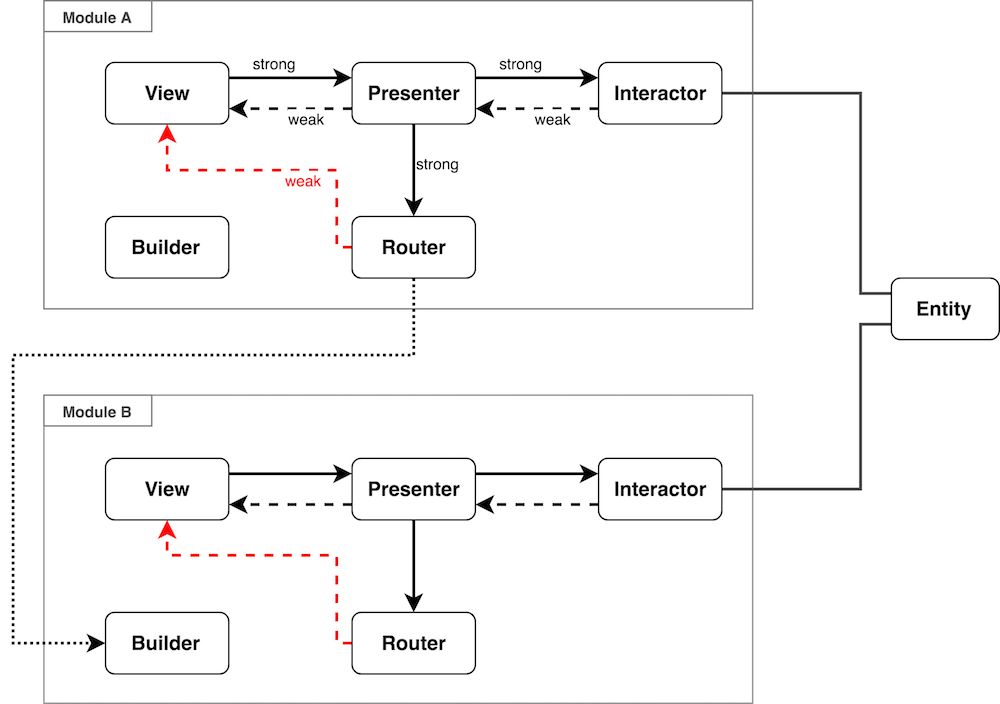 Module A
strong
strong
View
Presenter
Interactor
weak
weak
strong
weak
Builder
Router
Entity
Module B
View
Presenter
Interactor
Builder
Router